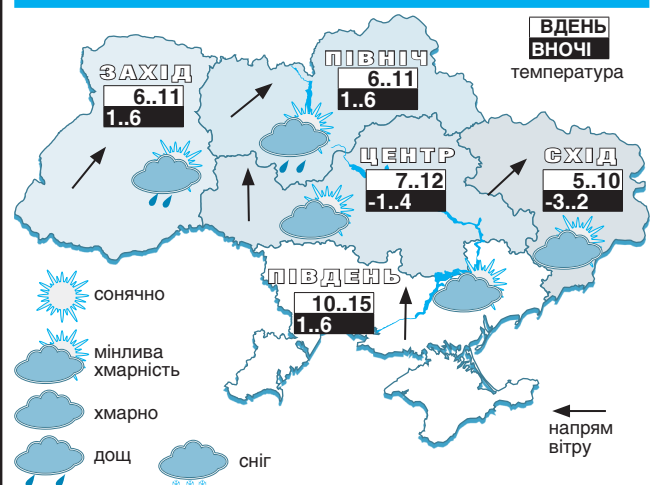 ВДЕНЬ
ВНОЧІ
температура
ЗАХІД
6..11
1..6
ПІВНІЧ
6..11
1..6
ЦЕНТР
7..12
-1..4
СХІД
5..10
-3..2
ПІВДЕНЬ
10..15
1..6
сонячно
мінлива
хмарність
хмарно
дощ
сніг
напрям
вітру